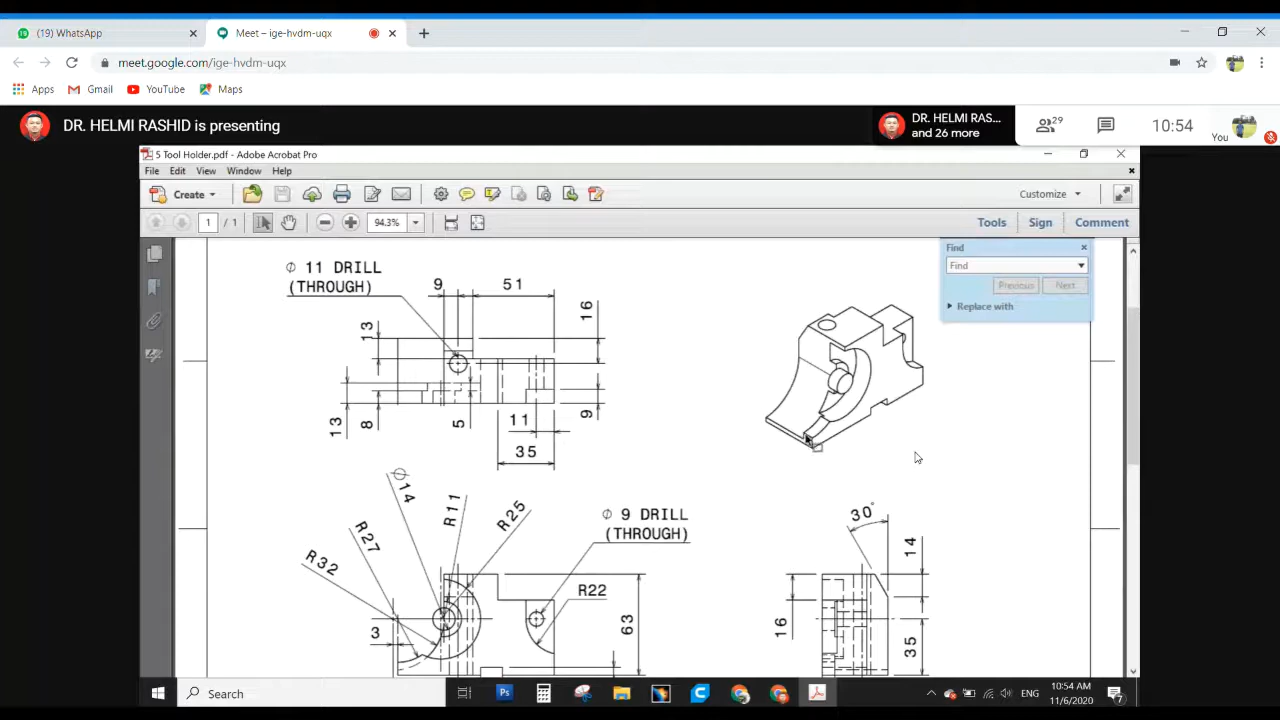 (19) WhatsApp
Meet – ige-hvdm-uqx
meet.google.com/ige-hvdm-uqx
Apps
Gmail
YouTube
Maps
DR. HELMI RASHID is presenting
DR. HELMI RAS...
and 26 more
29
10:54
You
5 Tool Holder.pdf - Adobe Acrobat Pro
File Edit View Window Help
Create
Customize
1 / 1
94.3%
Tools
Sign
Comment
Find
Find
Previous
Next
Replace with
Ø 11 DRILL
(THROUGH)
9
51
16
13
13
8
5
11
9
35
Ø14
R11
R25
R27
R32
Ø 9 DRILL
(THROUGH)
R22
63
3
30°
14
16
35
Search
ENG
10:54 AM
11/6/2020
7